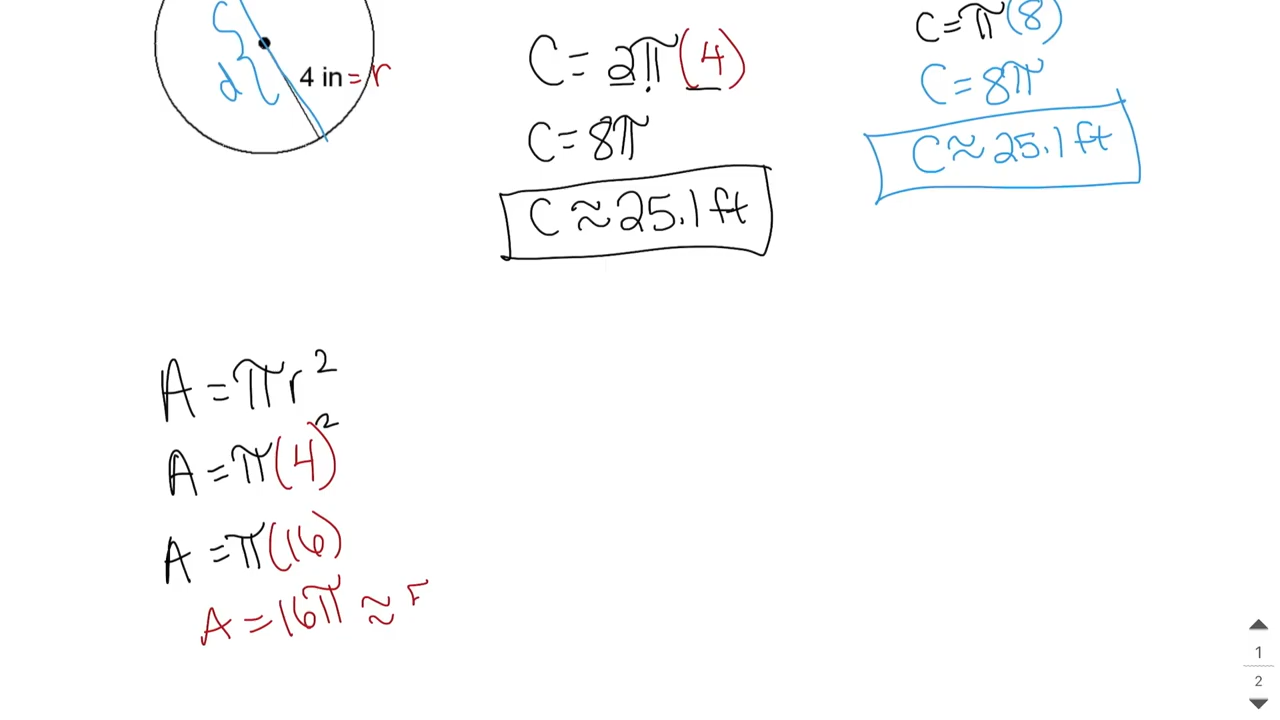 C
d
4 in = r
C = 2π(4)
C = 8π
C ≈ 25.1 ft
C = π(8)
C = 8π
C ≈ 25.1 ft
A = πr²
A = π(4)²
A = π(16)
A = 16π ≈
1
2